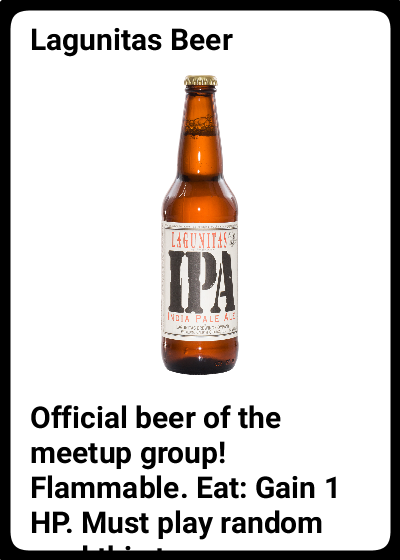 Lagunitas Beer
LAGUNITAS
IPA
INDIA PALE ALE
Official beer of the
meetup group!
Flammable. Eat: Gain 1
HP. Must play random